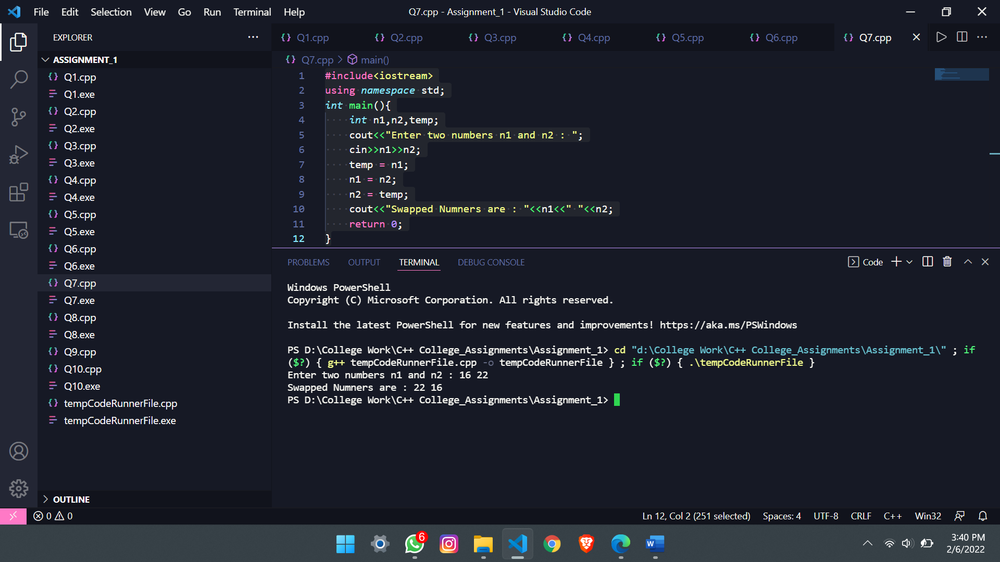 File Edit Selection View Go Run Terminal Help
Q7.cpp - Assignment_1 - Visual Studio Code
EXPLORER
ASSIGNMENT_1
Q1.cpp
Q1.exe
Q2.cpp
Q2.exe
Q3.cpp
Q3.exe
Q4.cpp
Q4.exe
Q5.cpp
Q5.exe
Q6.cpp
Q6.exe
Q7.cpp
Q7.exe
Q8.cpp
Q8.exe
Q9.cpp
Q10.cpp
Q10.exe
tempCodeRunnerFile.cpp
tempCodeRunnerFile.exe
OUTLINE
Q1.cpp Q2.cpp Q3.cpp Q4.cpp Q5.cpp Q6.cpp Q7.cpp
Q7.cpp > main()
1 #include<iostream>
2 using namespace std;
3 int main(){
4 int n1,n2,temp;
5 cout<<"Enter two numbers n1 and n2 : ";
6 cin>>n1>>n2;
7 temp = n1;
8 n1 = n2;
9 n2 = temp;
10 cout<<"Swapped Numners are : "<<n1<<" "<<n2;
11 return 0;
12 }
PROBLEMS OUTPUT TERMINAL DEBUG CONSOLE
Code
Windows PowerShell
Copyright (C) Microsoft Corporation. All rights reserved.
Install the latest PowerShell for new features and improvements! https://aka.ms/PSWindows
PS D:\College Work\C++ College_Assignments\Assignment_1> cd "d:\College Work\C++ College_Assignments\Assignment_1\" ; if
($?) { g++ tempCodeRunnerFile.cpp -o tempCodeRunnerFile } ; if ($?) { .\tempCodeRunnerFile }
Enter two numbers n1 and n2 : 16 22
Swapped Numners are : 22 16
PS D:\College Work\C++ College_Assignments\Assignment_1>
0 0
Ln 12, Col 2 (251 selected) Spaces: 4 UTF-8 CRLF C++ Win32
6
W
3:40 PM
2/6/2022